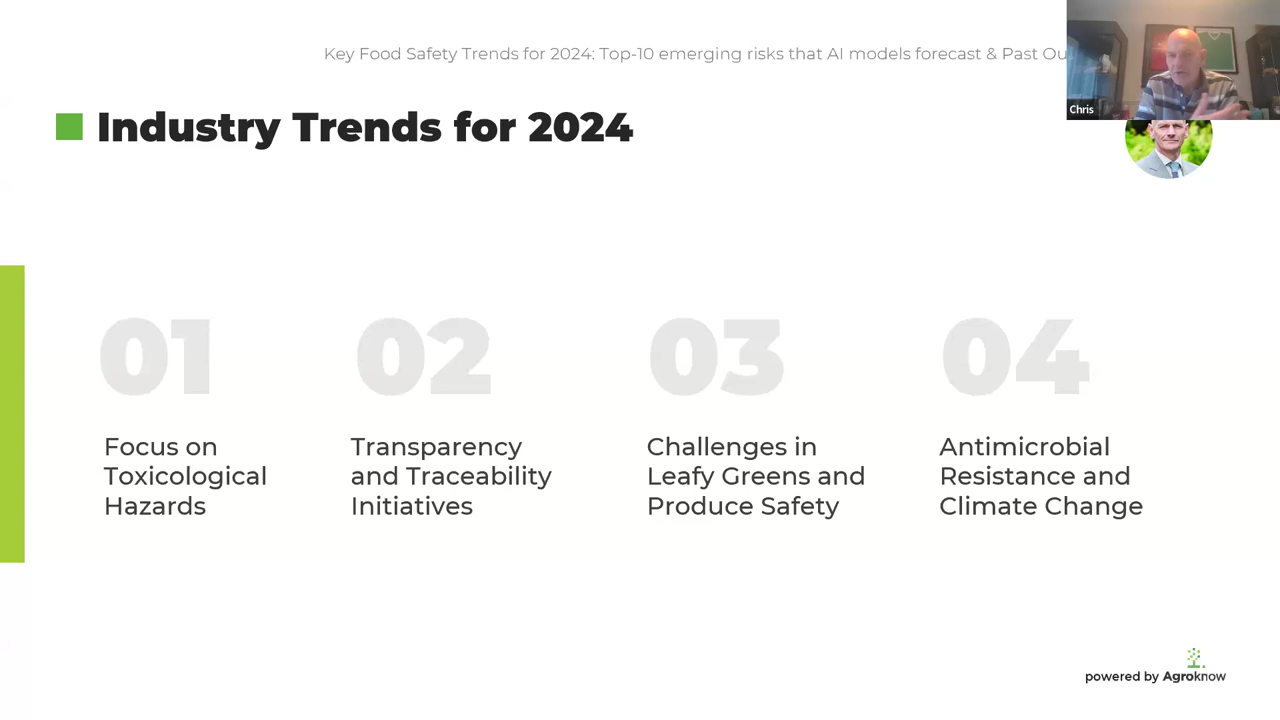 Key Food Safety Trends for 2024: Top-10 emerging risks that AI models forecast & Past
Chris
Industry Trends for 2024
01
02
03
04
Focus on
Toxicological
Hazards
Transparency
and Traceability
Initiatives
Challenges in
Leafy Greens and
Produce Safety
Antimicrobial
Resistance and
Climate Change
powered by Agroknow